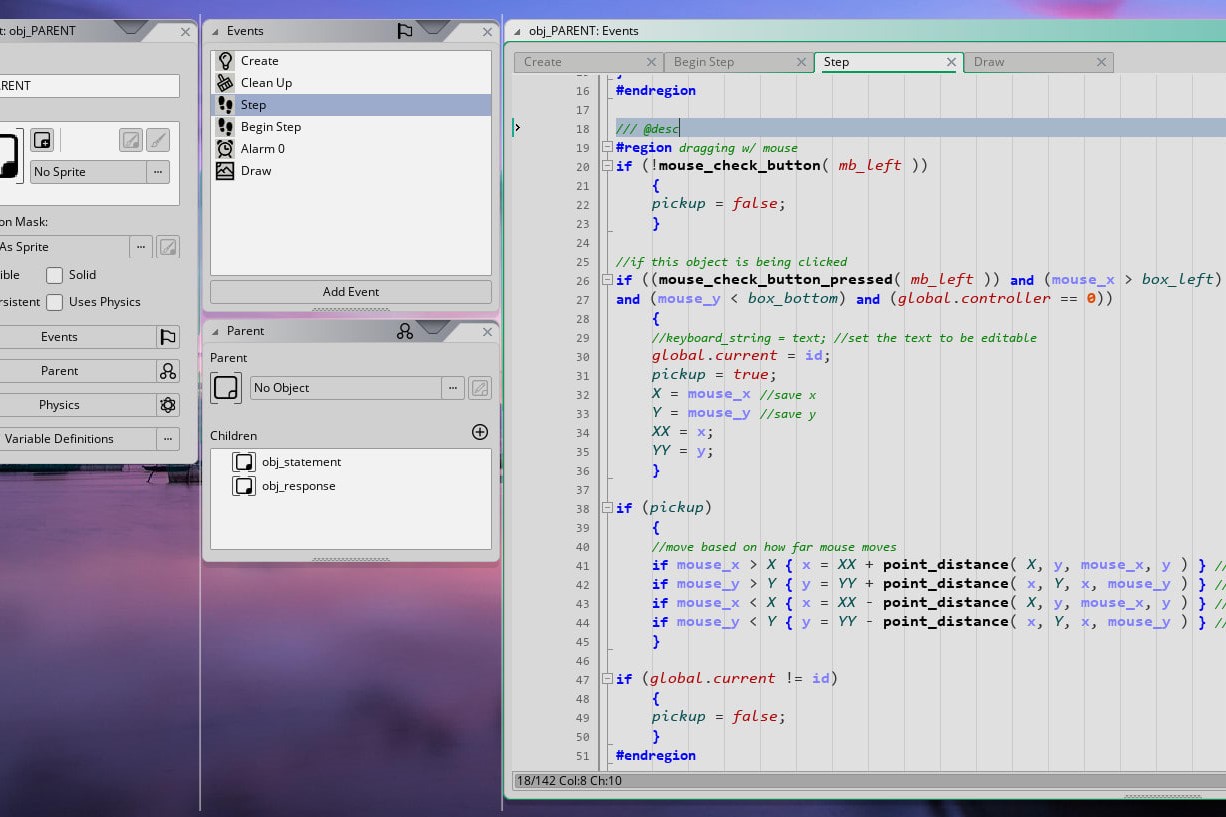 t: obj_PARENT
RENT
No Sprite
...
on Mask:
As Sprite
...
ible
Solid
rsistent
Uses Physics
Events
Parent
Physics
Variable Definitions
...
Events
Create
Clean Up
Step
Begin Step
Alarm 0
Draw
Add Event
Parent
Parent
No Object
...
Children
obj_statement
obj_response
obj_PARENT: Events
Create
Begin Step
Step
Draw
}
16 #endregion
17
18 /// @desc
19 #region dragging w/ mouse
20 if (!mouse_check_button( mb_left ))
21 {
22 pickup = false;
23 }
24
25 //if this object is being clicked
26 if ((mouse_check_button_pressed( mb_left )) and (mouse_x > box_left)
27 and (mouse_y < box_bottom) and (global.controller == 0))
28 {
29 //keyboard_string = text; //set the text to be editable
30 global.current = id;
31 pickup = true;
32 X = mouse_x //save x
33 Y = mouse_y //save y
34 XX = x;
35 YY = y;
36 }
37
38 if (pickup)
39 {
40 //move based on how far mouse moves
41 if mouse_x > X { x = XX + point_distance( X, y, mouse_x, y ) } //
42 if mouse_y > Y { y = YY + point_distance( x, Y, x, mouse_y ) } //
43 if mouse_x < X { x = XX - point_distance( X, y, mouse_x, y ) } //
44 if mouse_y < Y { y = YY - point_distance( x, Y, x, mouse_y ) } //
45 }
46
47 if (global.current != id)
48 {
49 pickup = false;
50 }
51 #endregion
18/142 Col:8 Ch:10